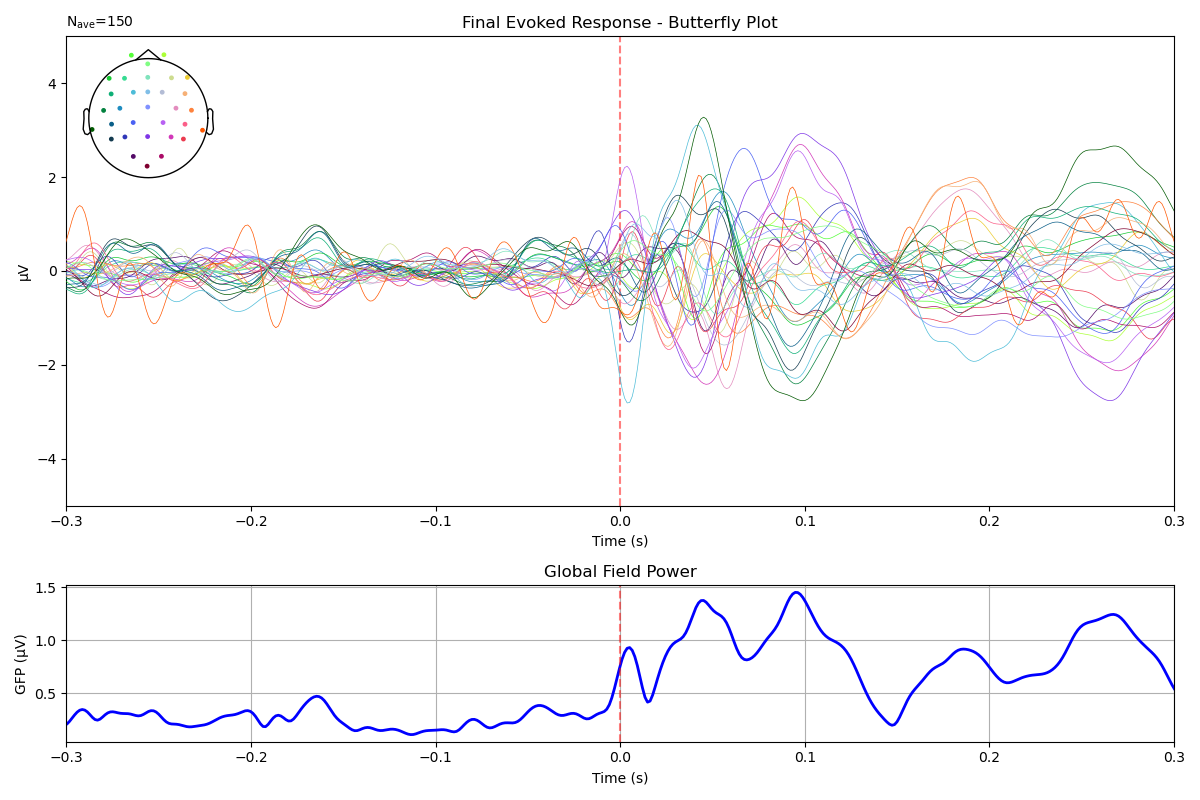 N_ave=150
Final Evoked Response - Butterfly Plot
µV
4
2
0
−2
−4
−0.3 −0.2 −0.1 0.0 0.1 0.2 0.3
Time (s)
Global Field Power
GFP (µV)
1.5
1.0
0.5
−0.3 −0.2 −0.1 0.0 0.1 0.2 0.3
Time (s)